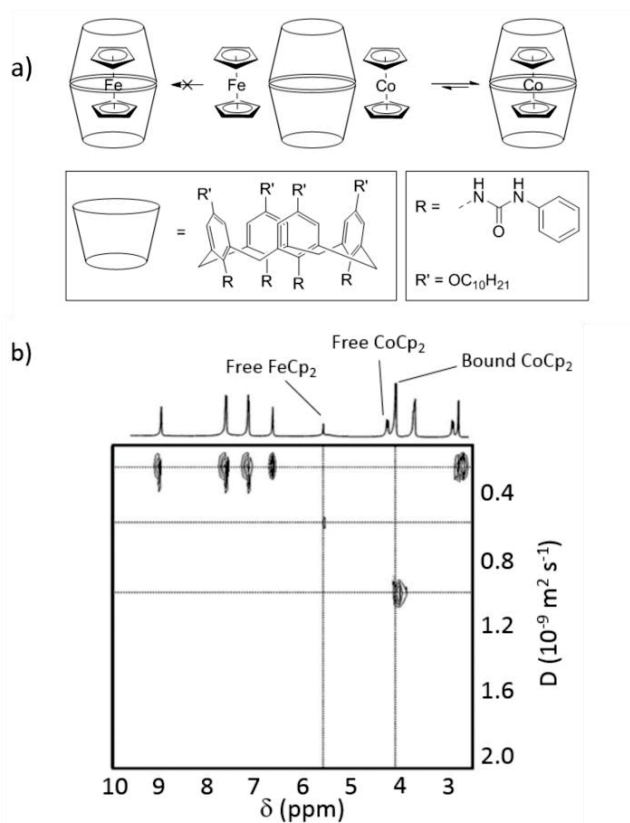 a)
Fe
Fe
Co
Co
=
R'
R'
R'
R'
R
R
R
R
R =
H
N
H
N
O
R' = OC₁₀H₂₁
b)
Free FeCp₂
Free CoCp₂
Bound CoCp₂
0.4
0.8
1.2
1.6
2.0
D (10⁻⁹ m² s⁻¹)
10 9 8 7 6 5 4 3
δ (ppm)